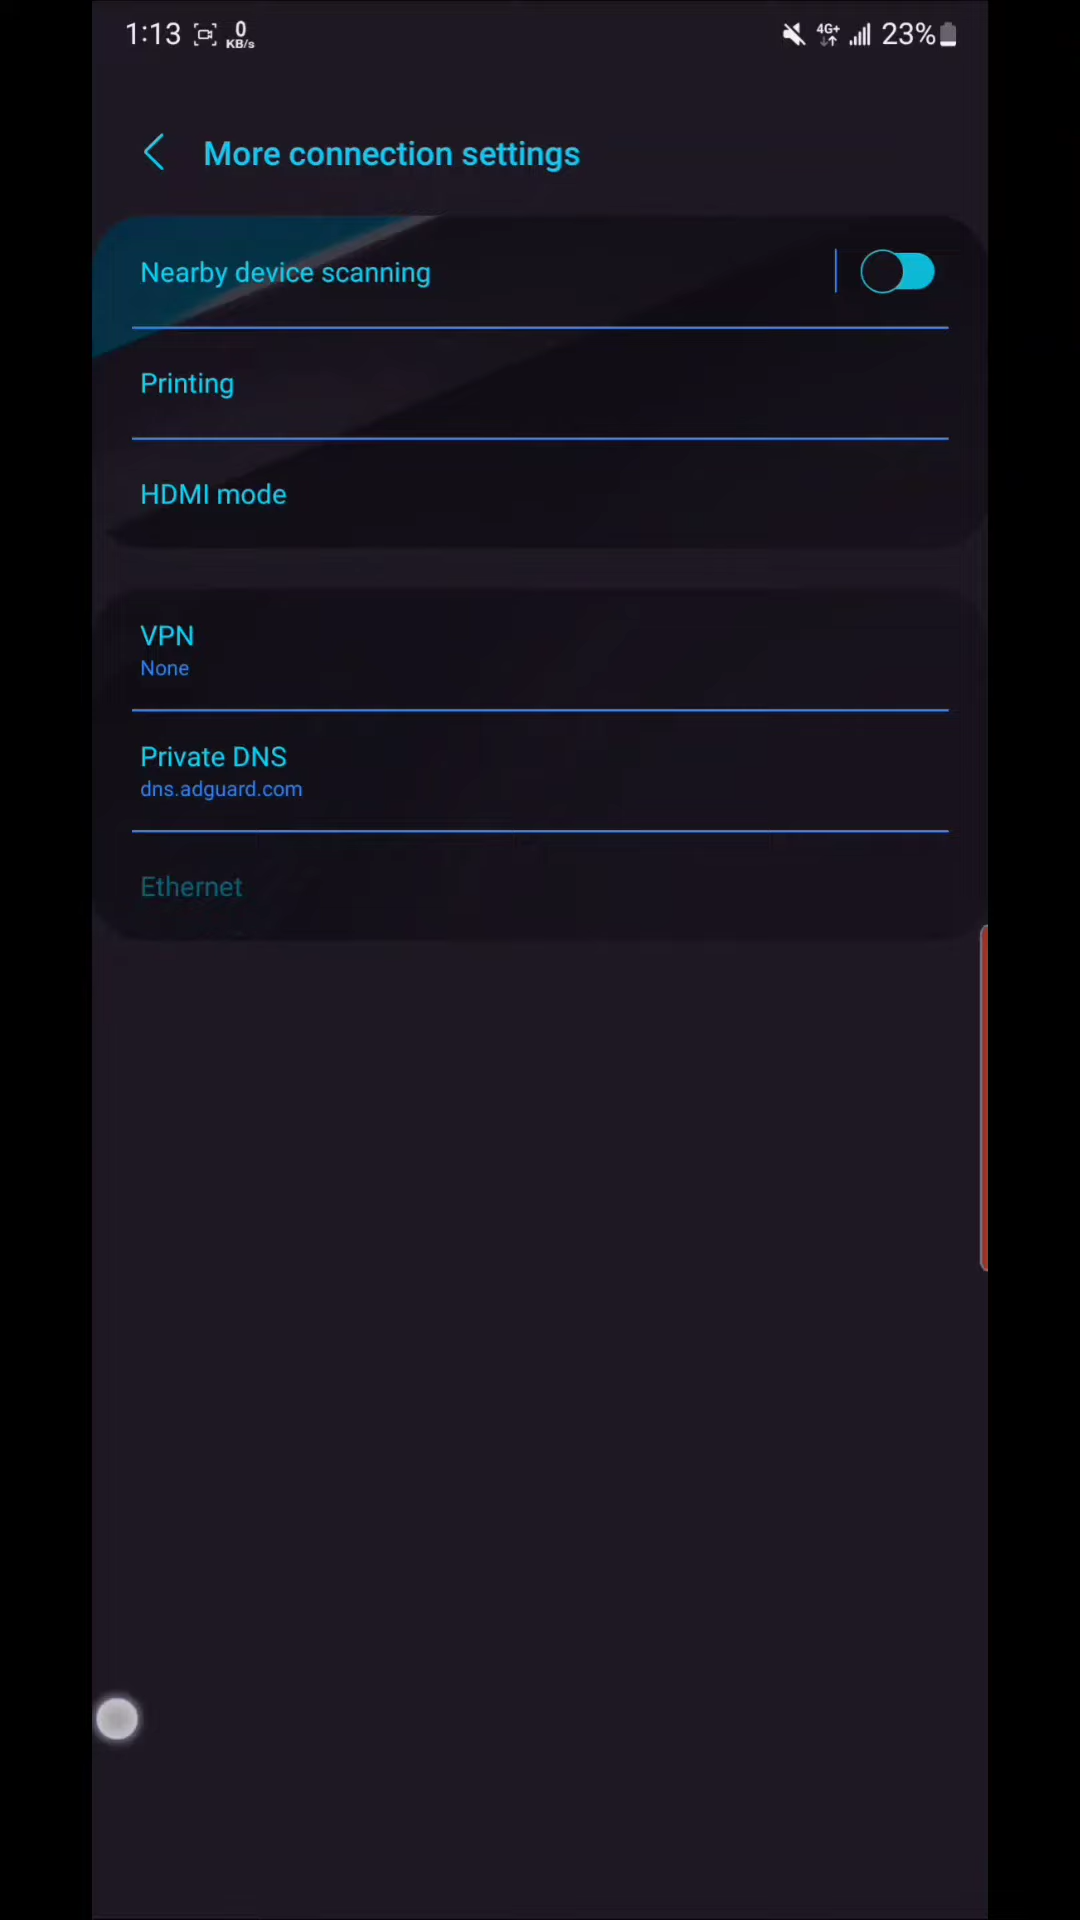 1:13 0 KB/s 4G+ 23%
More connection settings
Nearby device scanning
Printing
HDMI mode
VPN
None
Private DNS
dns.adguard.com
Ethernet